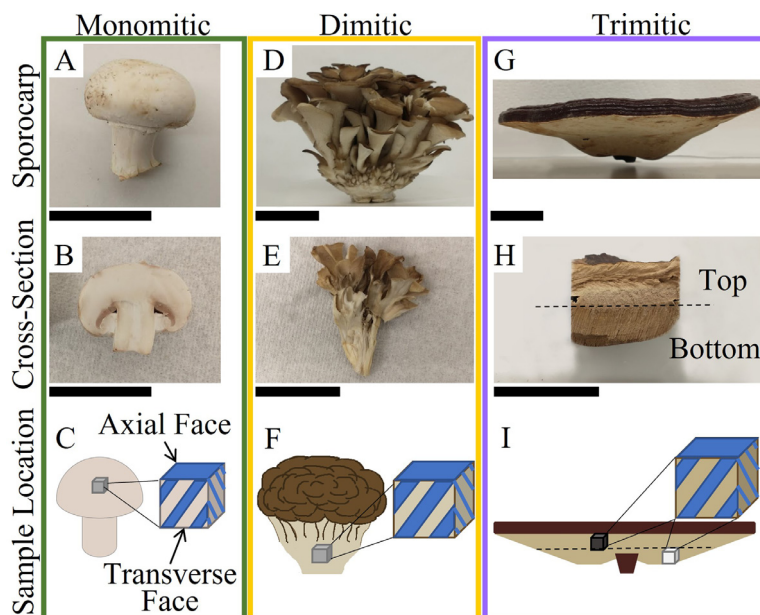 Monomitic Dimitic Trimitic
Sporocarp
A D G
Cross-Section
B E H
Top
Bottom
Sample Location
C F I
Axial Face
Transverse
Face